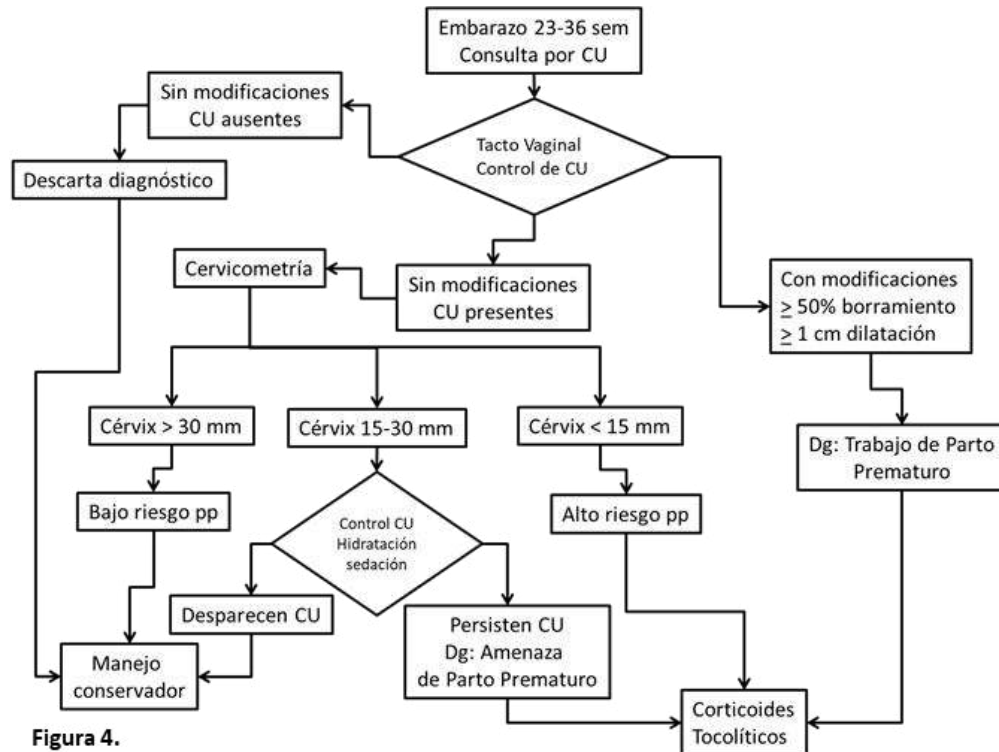 Embarazo 23-36 sem
Consulta por CU
Sin modificaciones
CU ausentes
Tacto Vaginal
Control de CU
Descarta diagnóstico
Cervicometría
Sin modificaciones
CU presentes
Con modificaciones
≥ 50% borramiento
≥ 1 cm dilatación
Cérvix > 30 mm
Cérvix 15-30 mm
Cérvix < 15 mm
Dg: Trabajo de Parto
Prematuro
Bajo riesgo pp
Control CU
Hidratación
sedación
Alto riesgo pp
Desparecen CU
Persisten CU
Dg: Amenaza
de Parto Prematuro
Manejo
conservador
Corticoides
Tocolíticos
Figura 4.